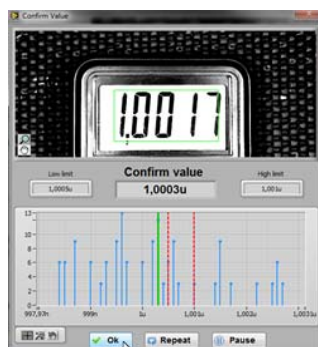 Confirm Value
1.0017
Low limit
Confirm value
High limit
1,0005u
1,0003u
1,001u
12
10
8
6
4
2
0
997,97n
999n
1u
1,001u
1,002u
1,0031u
Ok
Repeat
Pause